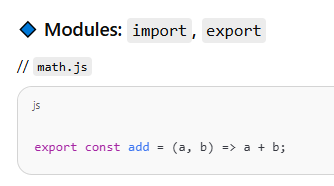 🔷 Modules: import, export
// math.js
js
export const add = (a, b) => a + b;